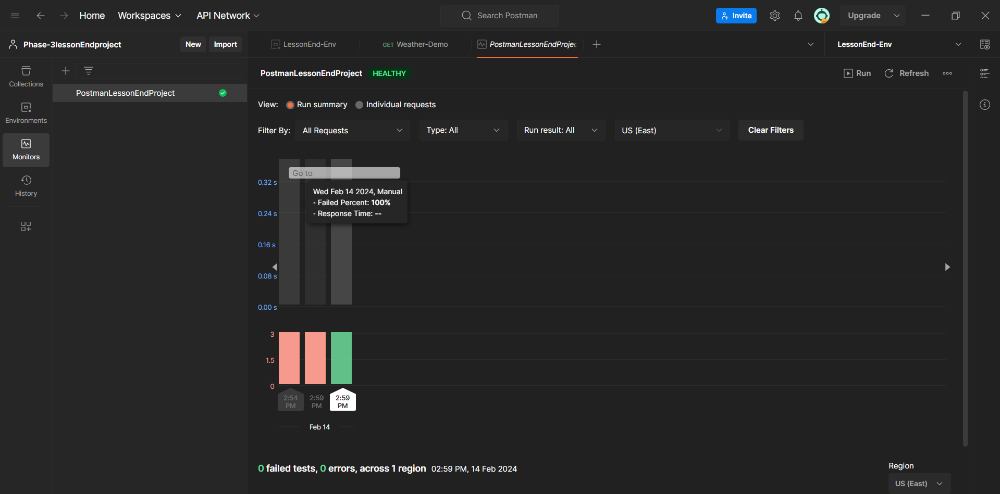 Home Workspaces API Network Search Postman Invite Upgrade
Phase-3lessonEndproject New Import LessonEnd-Env GET Weather-Demo PostmanLessonEndProjec LessonEnd-Env
Collections
Environments
Monitors
History
PostmanLessonEndProject
PostmanLessonEndProject HEALTHY Run Refresh
View: Run summary Individual requests
Filter By: All Requests Type: All Run result: All US (East) Clear Filters
Go to
Wed Feb 14 2024, Manual
Failed Percent: 100%
Response Time: --
0.32 s
0.24 s
0.16 s
0.08 s
0.00 s
3
1.5
0
2:54 PM 2:59 PM 2:59 PM
Feb 14
0 failed tests, 0 errors, across 1 region 02:59 PM, 14 Feb 2024
Region
US (East)